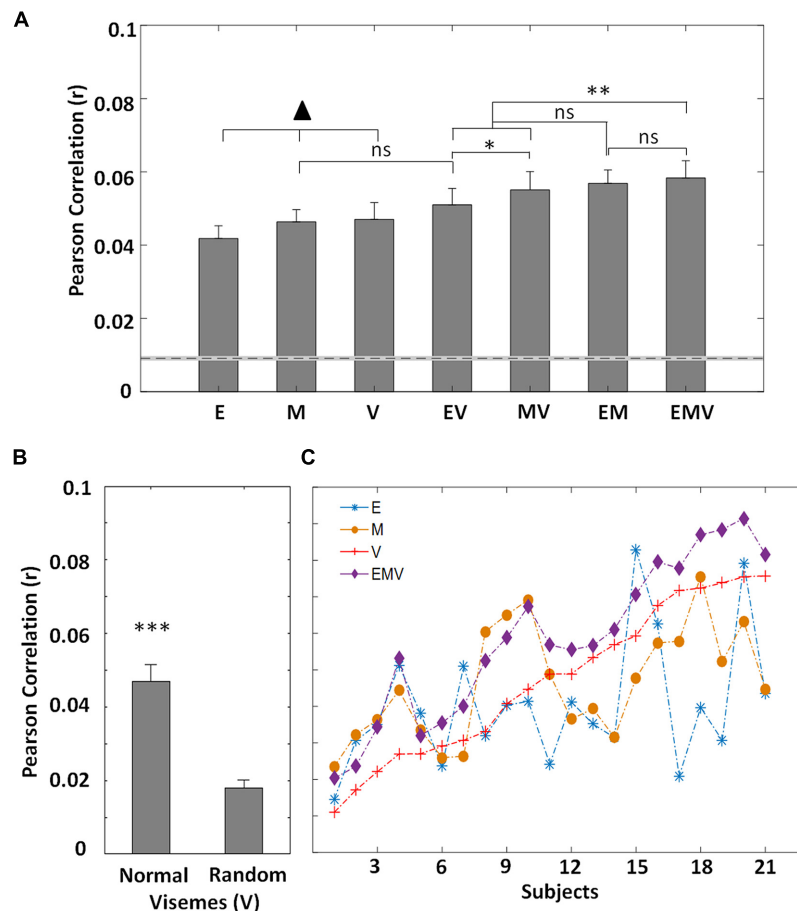 A
Pearson Correlation (r)
0.1
0.08
0.06
0.04
0.02
0
▲
ns
*
ns
**
ns
E M V EV MV EM EMV
B
Pearson Correlation (r)
0.1
0.08
0.06
0.04
0.02
0
***
Normal Random
Visemes (V)
C
E
M
V
EMV
3 6 9 12 15 18 21
Subjects